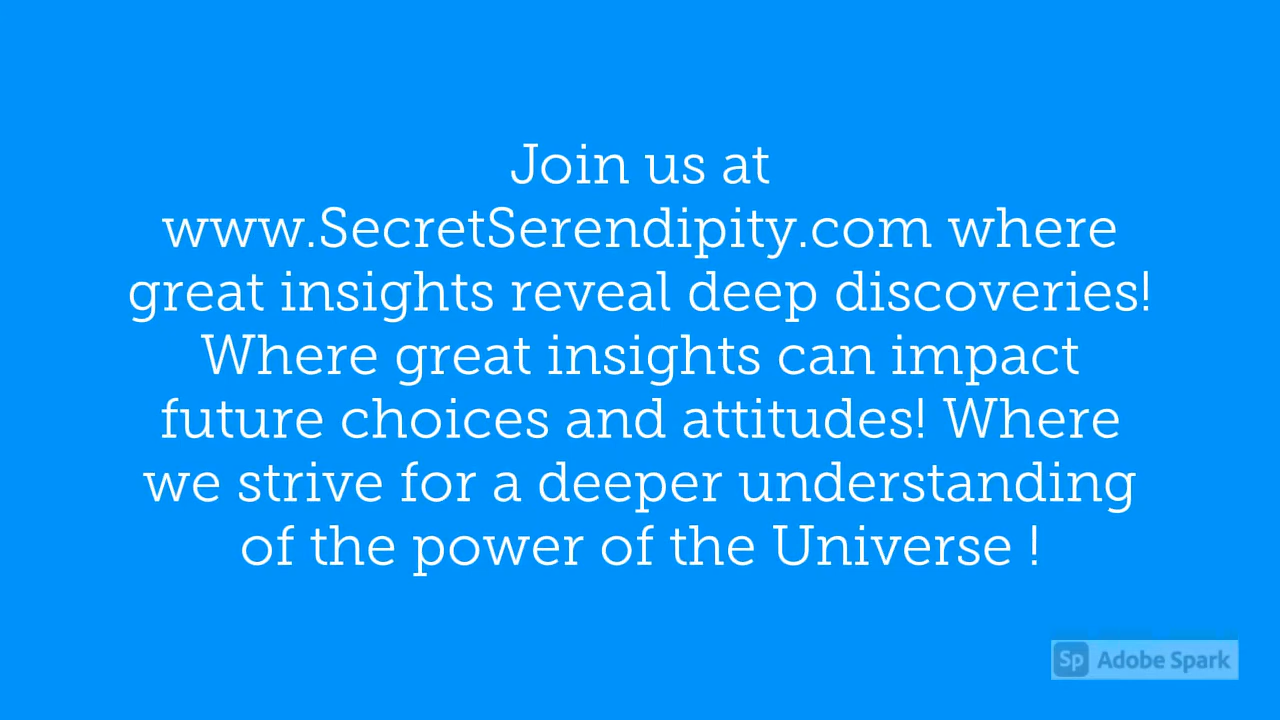 Join us at
www.SecretSerendipity.com where
great insights reveal deep discoveries!
Where great insights can impact
future choices and attitudes! Where
we strive for a deeper understanding
of the power of the Universe !
Sp Adobe Spark